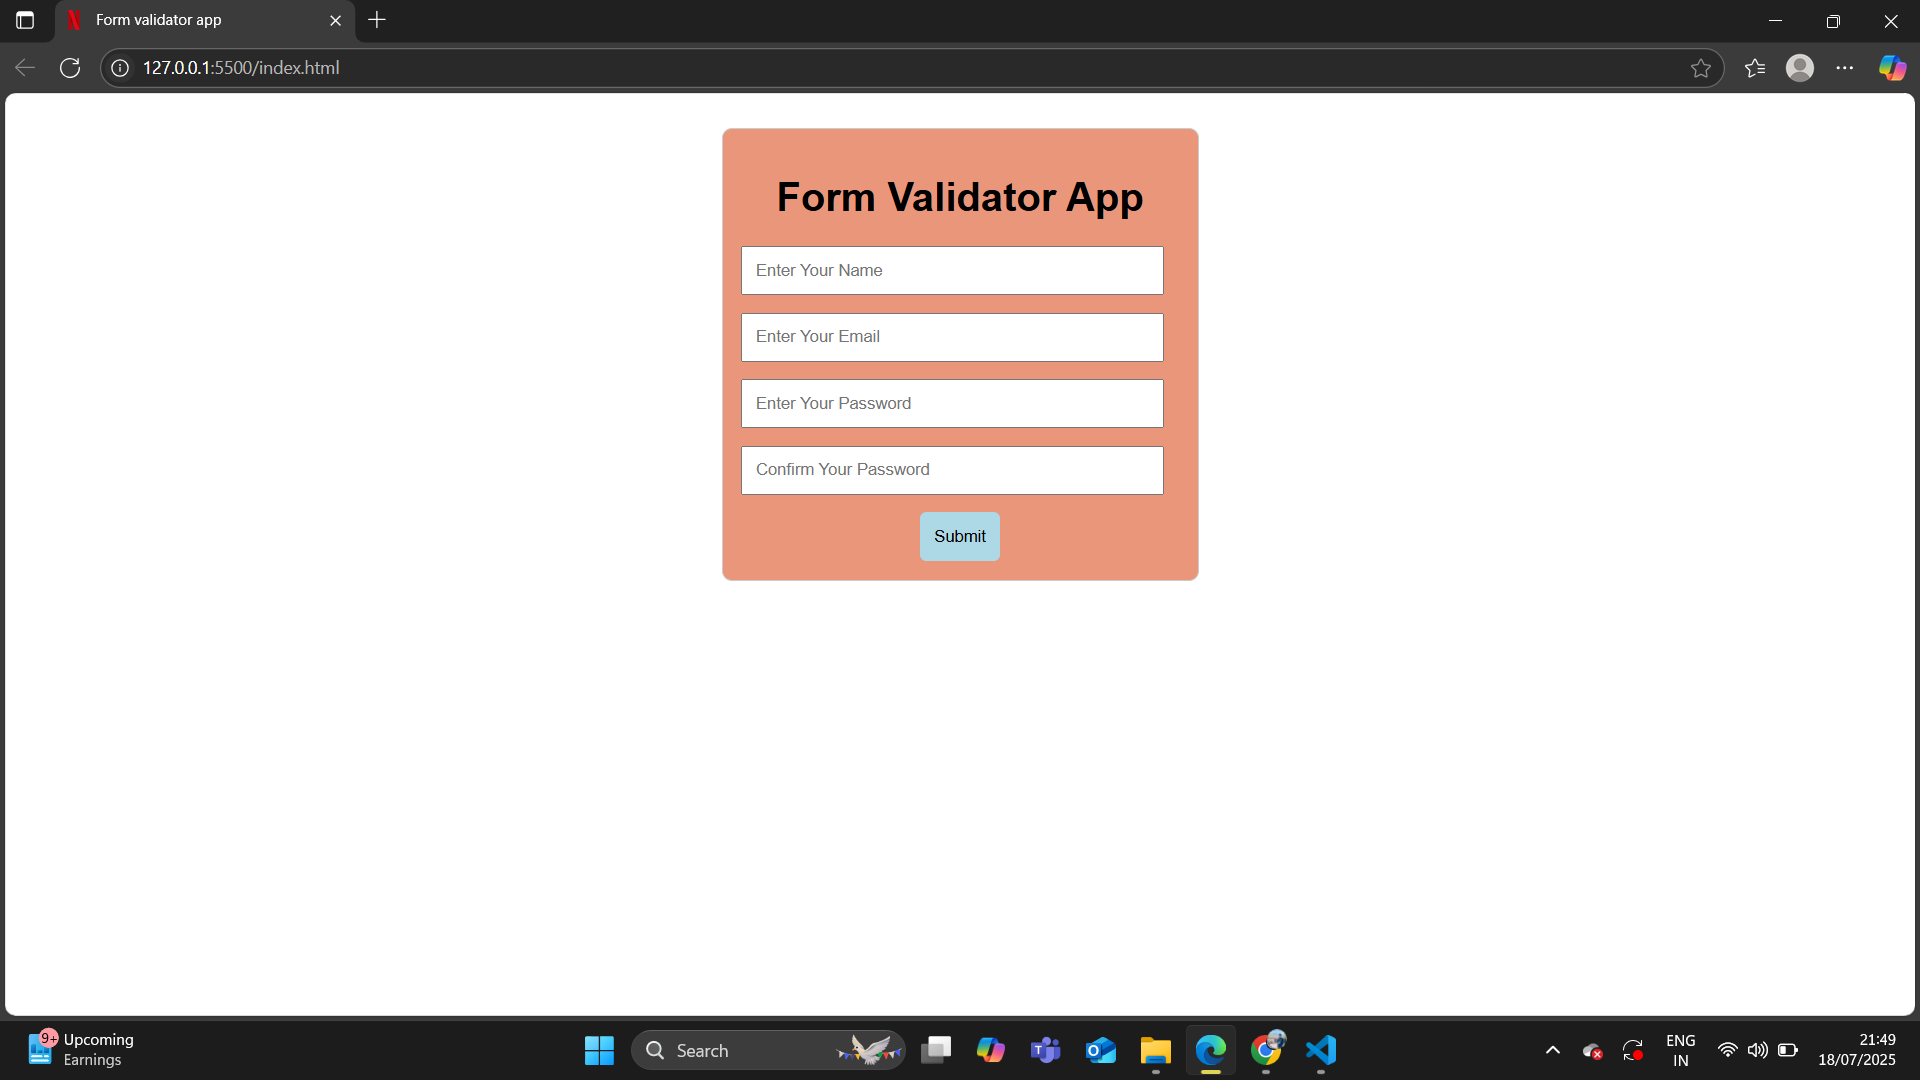 Form validator app
127.0.0.1:5500/index.html
Form Validator App
Enter Your Name
Enter Your Email
Enter Your Password
Confirm Your Password
Submit
9+
Upcoming
Earnings
Search
ENG
IN
21:49
18/07/2025